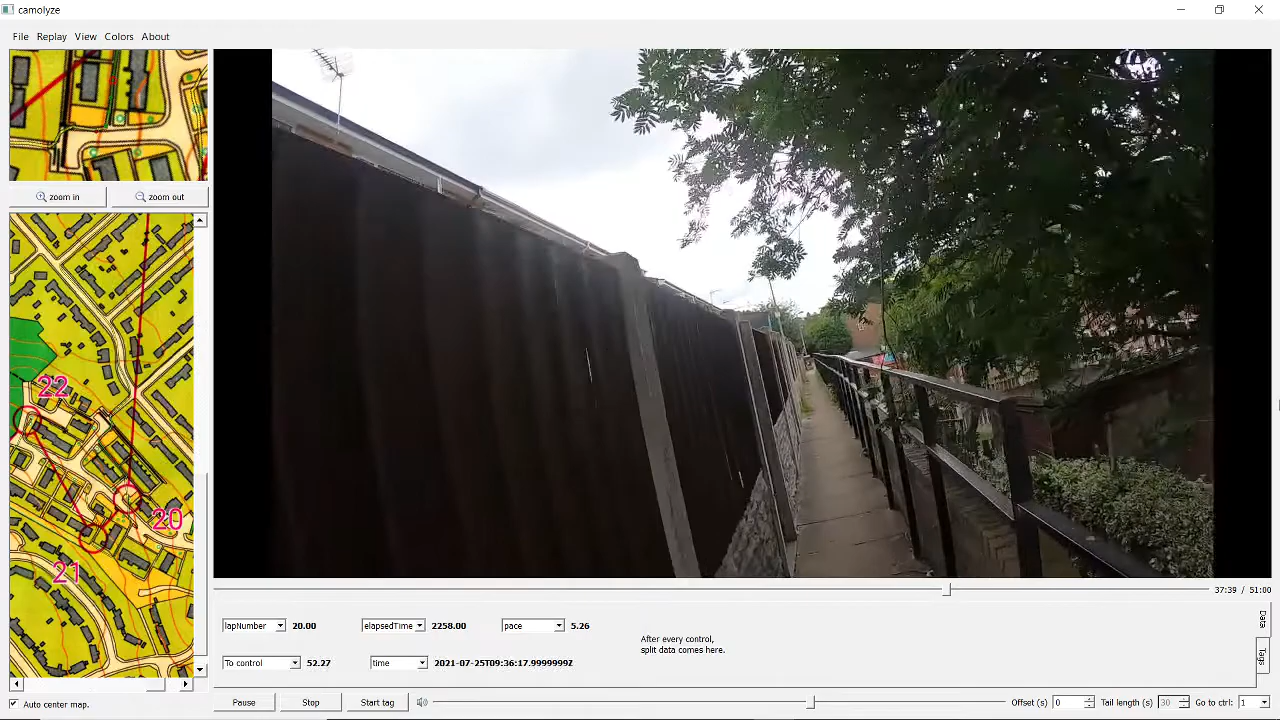 camolyze
File Replay View Colors About
zoom in zoom out
22
20
21
37:39 / 51:00
lapNumber 20.00 elapsedTime 2258.00 pace 5.26
To control 52.27 time 2021-07-25T09:36:17.9999999Z
After every control,
split data comes here.
Data
Tags
Auto center map.
Pause Stop Start tag Offset (s) 0 Tail length (s) 30 Go to ctrl: 1